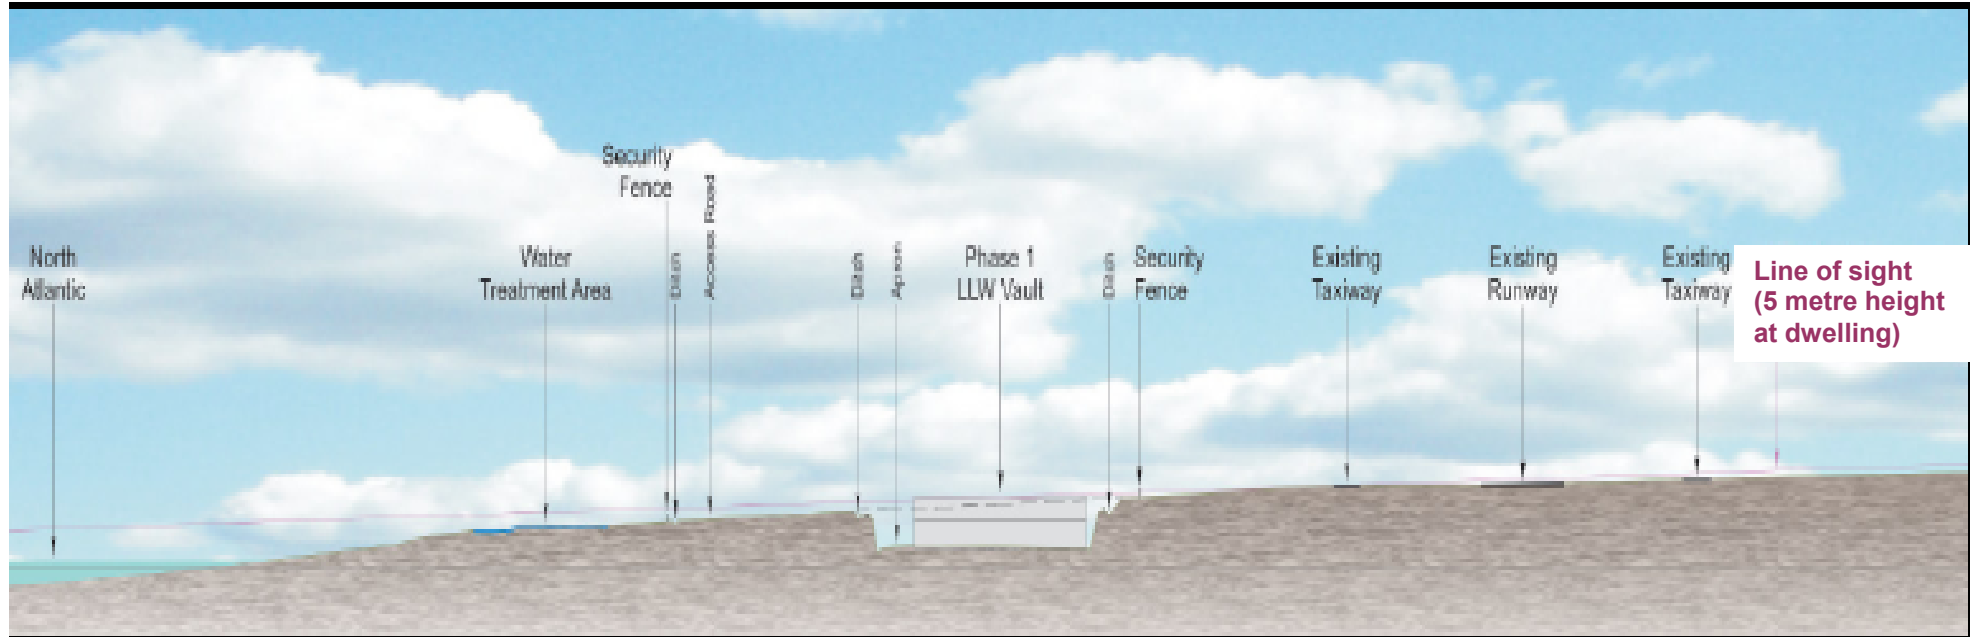 North
Atlantic
Water
Treatment Area
Security
Fence
Ditch
Access Road
Ditch
Apron
Phase 1
LLW Vault
Ditch
Security
Fence
Existing
Taxiway
Existing
Runway
Existing
Taxiway
Line of sight
(5 metre height
at dwelling)